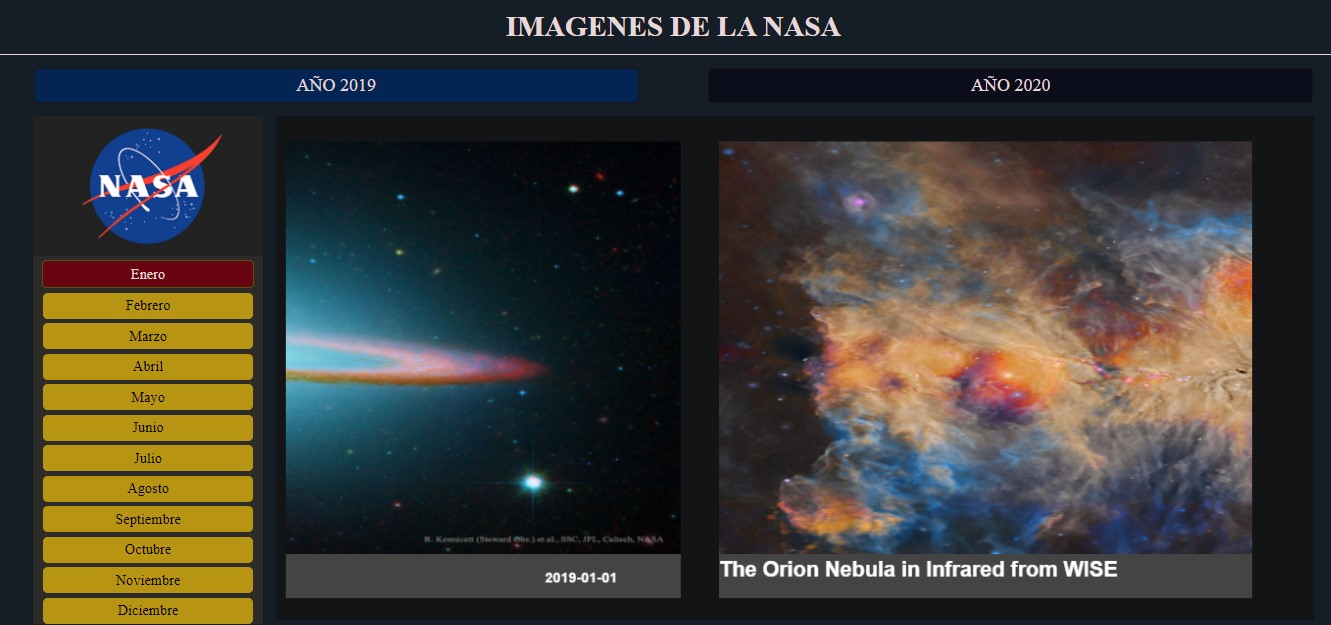 IMAGENES DE LA NASA
AÑO 2019
AÑO 2020
NASA
Enero
Febrero
Marzo
Abril
Mayo
Junio
Julio
Agosto
Septiembre
Octubre
Noviembre
Diciembre
R. Kennicutt (Steward Obs.) et al., SSC, JPL, Caltech, NASA
2019-01-01
The Orion Nebula in Infrared from WISE